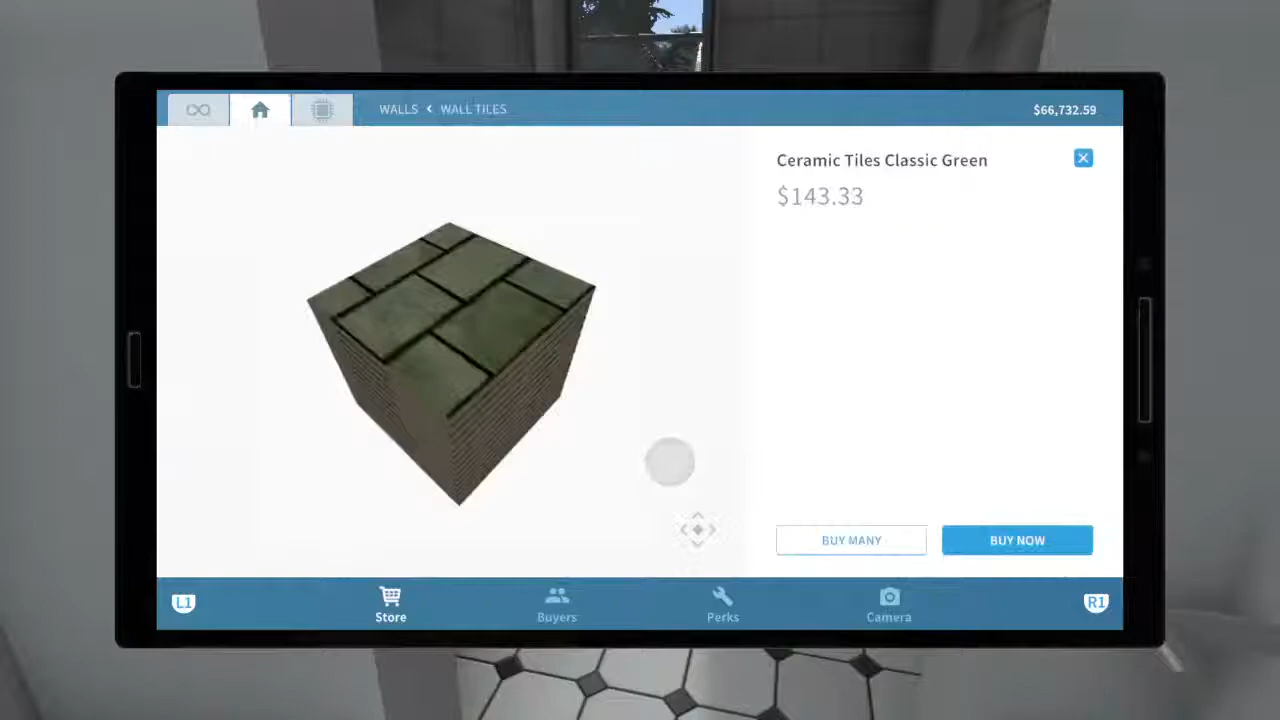 WALLS < WALL TILES
$66,732.59
Ceramic Tiles Classic Green
$143.33
BUY MANY
BUY NOW
L1
Store
Buyers
Perks
Camera
R1